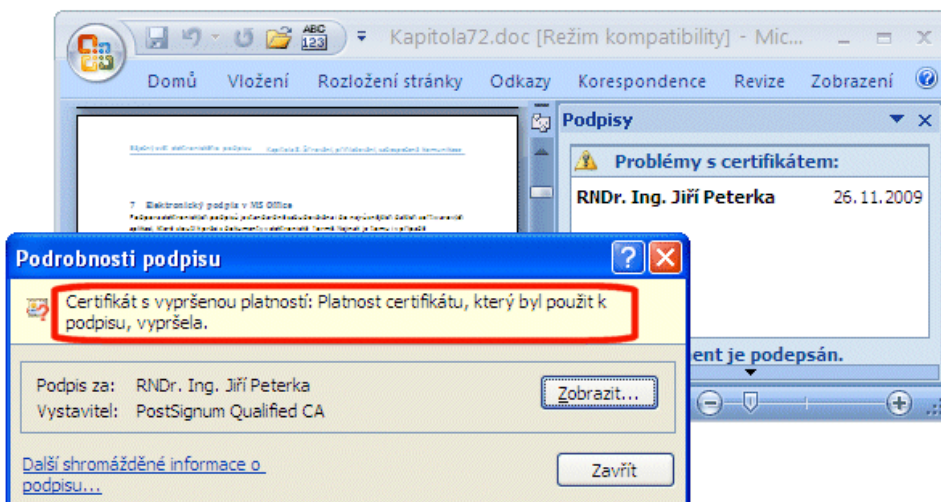 ABC
123
Kapitola72.doc [Režim kompatibility] - Mic...
Domů Vložení Rozložení stránky Odkazy Korespondence Revize Zobrazení
Podpisy
Problémy s certifikátem:
RNDr. Ing. Jiří Peterka 26.11.2009
7 Elektronický podpis v MS Office
Podrobnosti podpisu
Certifikát s vypršenou platností: Platnost certifikátu, který byl použit k
podpisu, vypršela.
ent je podepsán.
Podpis za: RNDr. Ing. Jiří Peterka
Zobrazit...
Vystavitel: PostSignum Qualified CA
Další shromážděné informace o
podpisu...
Zavřít